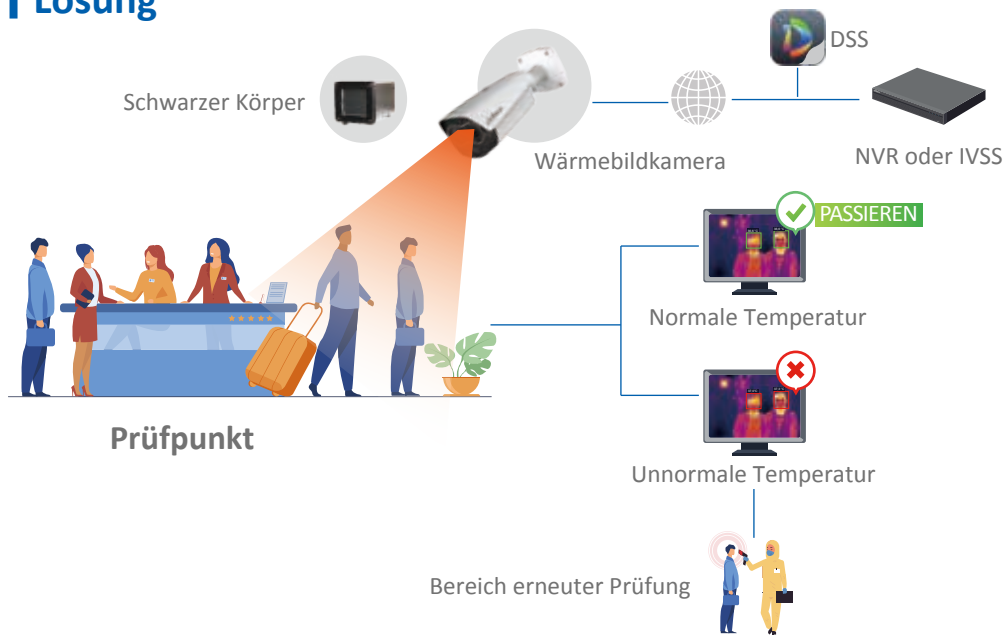 Lösung
DSS
Schwarzer Körper
Wärmebildkamera
NVR oder IVSS
PASSIEREN
Normale Temperatur
Prüfpunkt
Unnormale Temperatur
Bereich erneuter Prüfung